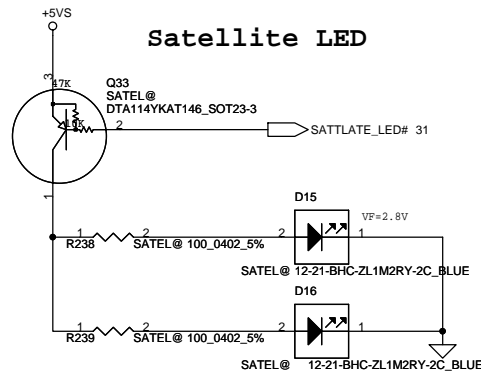 +5VS
Satellite LED
3
47K
Q33
SATEL@
DTA114YKAT146_SOT23-3
10K
2
SATTLATE_LED# 31
1
D15
VF=2.8V
1
2
2
1
R238
SATEL@ 100_0402_5%
SATEL@ 12-21-BHC-ZL1M2RY-2C_BLUE
D16
1
2
2
1
R239
SATEL@ 100_0402_5%
SATEL@ 12-21-BHC-ZL1M2RY-2C_BLUE